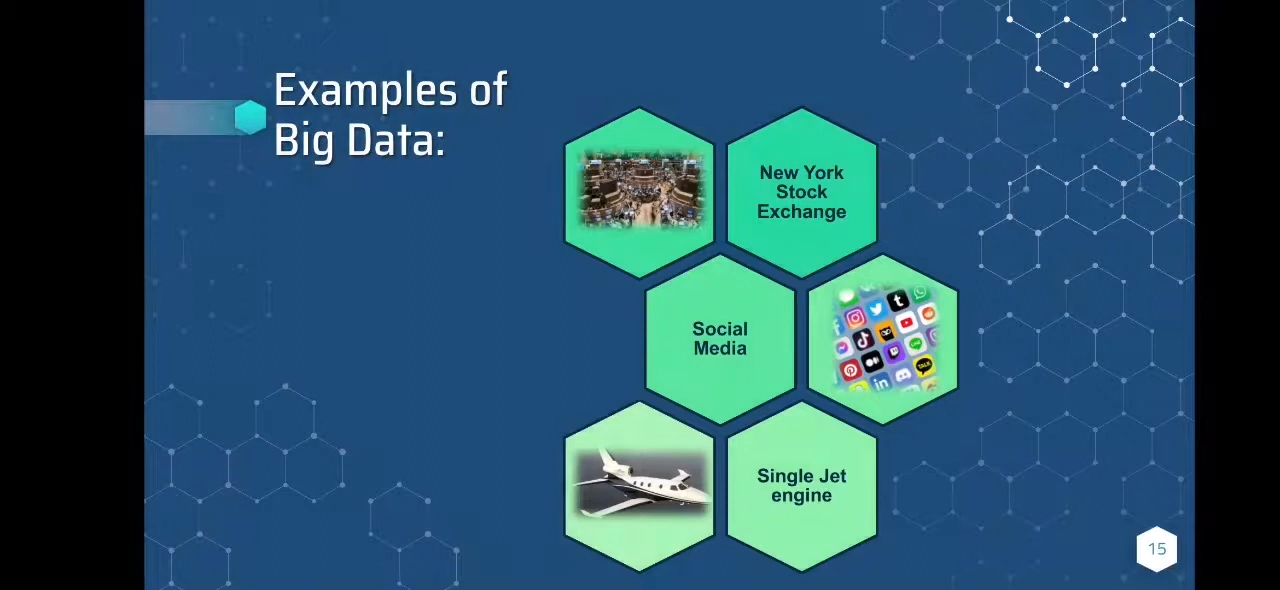 Examples of
Big Data:
New York
Stock
Exchange
Social
Media
Single Jet
engine
15